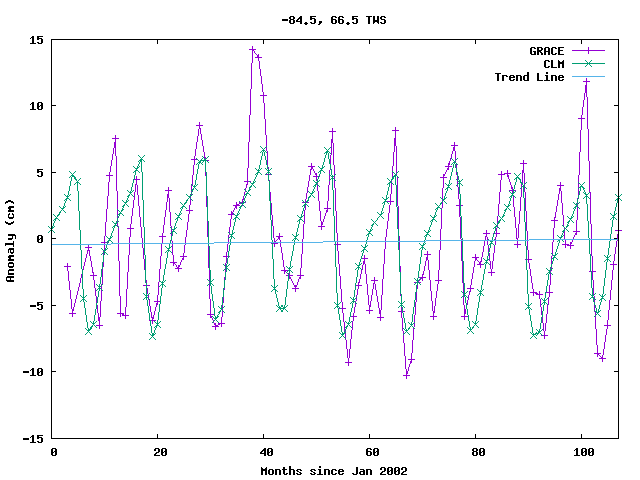 -84.5, 66.5 TWS
GRACE
CLM
Trend Line
15
10
5
0
-5
-10
-15
Anomaly (cm)
0 20 40 60 80 100
Months since Jan 2002